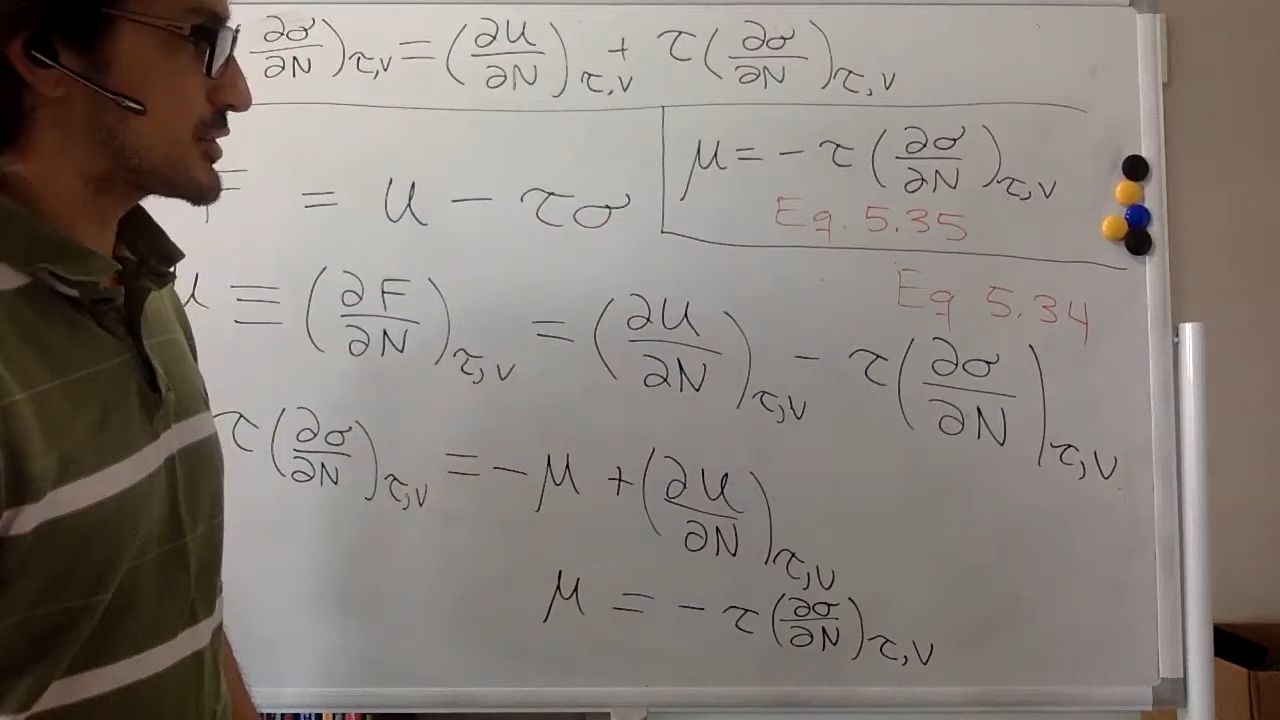 ∂σ/∂N)τ,V = (∂U/∂N)τ,V + τ(∂σ/∂N)τ,V
μ = - τ(∂σ/∂N)τ,V
Eq. 5.35
= U - τσ
Eq 5.34
μ ≡ (∂F/∂N)τ,V = (∂U/∂N)τ,V - τ(∂σ/∂N)τ,V
τ(∂σ/∂N)τ,V = -μ + (∂U/∂N)τ,V
μ = - τ(∂σ/∂N)τ,V